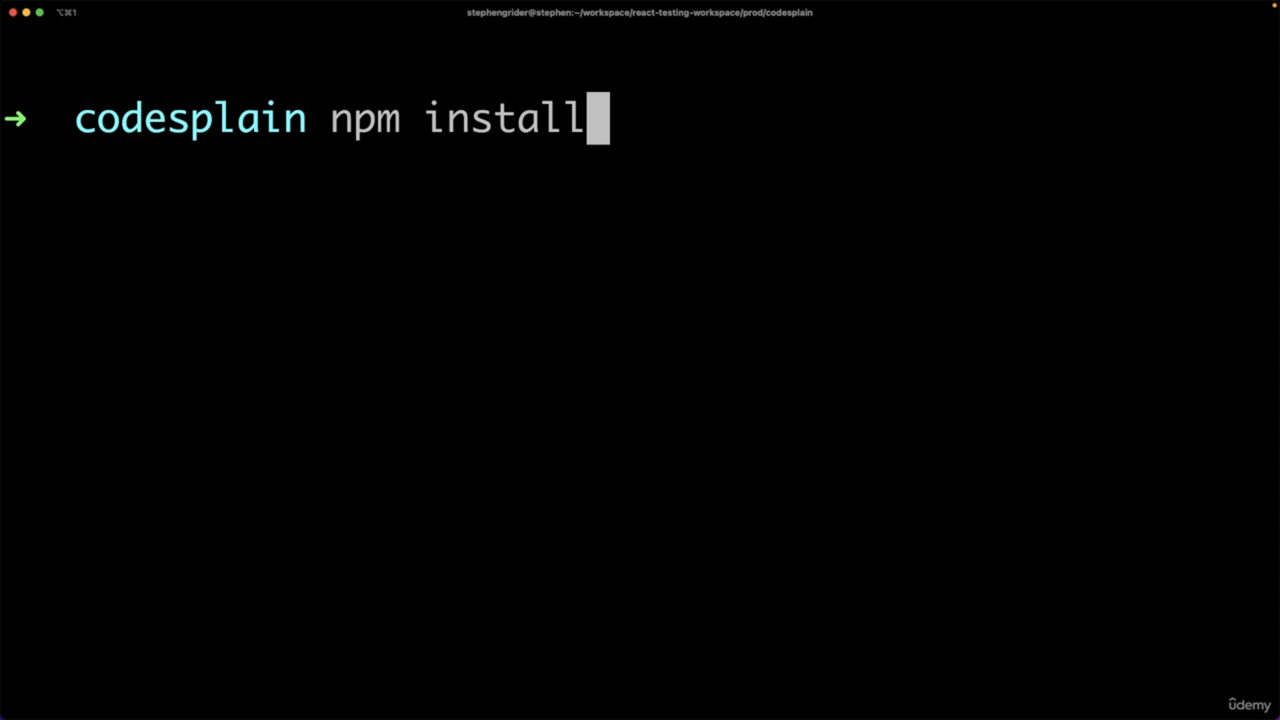 ⌥⌘1
stephengrider@stephen:~/workspace/react-testing-workspace/prod/codesplain
➜ codesplain npm install
ûdemy